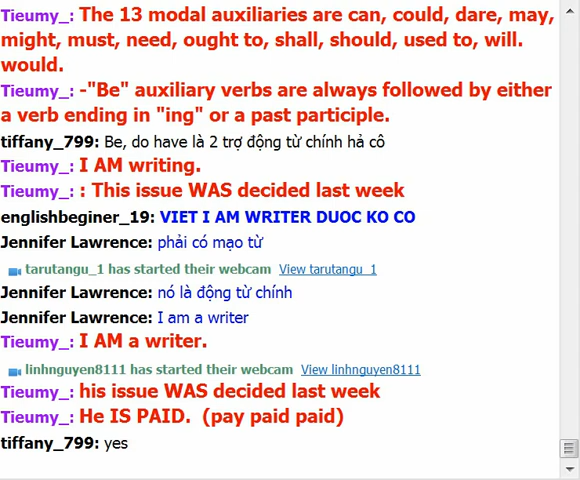 Tieumy_: The 13 modal auxiliaries are can, could, dare, may,
might, must, need, ought to, shall, should, used to, will.
would.
Tieumy_: -"Be" auxiliary verbs are always followed by either
a verb ending in "ing" or a past participle.
tiffany_799: Be, do have là 2 trợ động từ chính hả cô
Tieumy_: I AM writing.
Tieumy_: : This issue WAS decided last week
englishbeginer_19: VIET I AM WRITER DUOC KO CO
Jennifer Lawrence: phải có mạo từ
tarutangu_1 has started their webcam View tarutangu_1
Jennifer Lawrence: nó là động từ chính
Jennifer Lawrence: I am a writer
Tieumy_: I AM a writer.
linhnguyen8111 has started their webcam View linhnguyen8111
Tieumy_: his issue WAS decided last week
Tieumy_: He IS PAID. (pay paid paid)
tiffany_799: yes